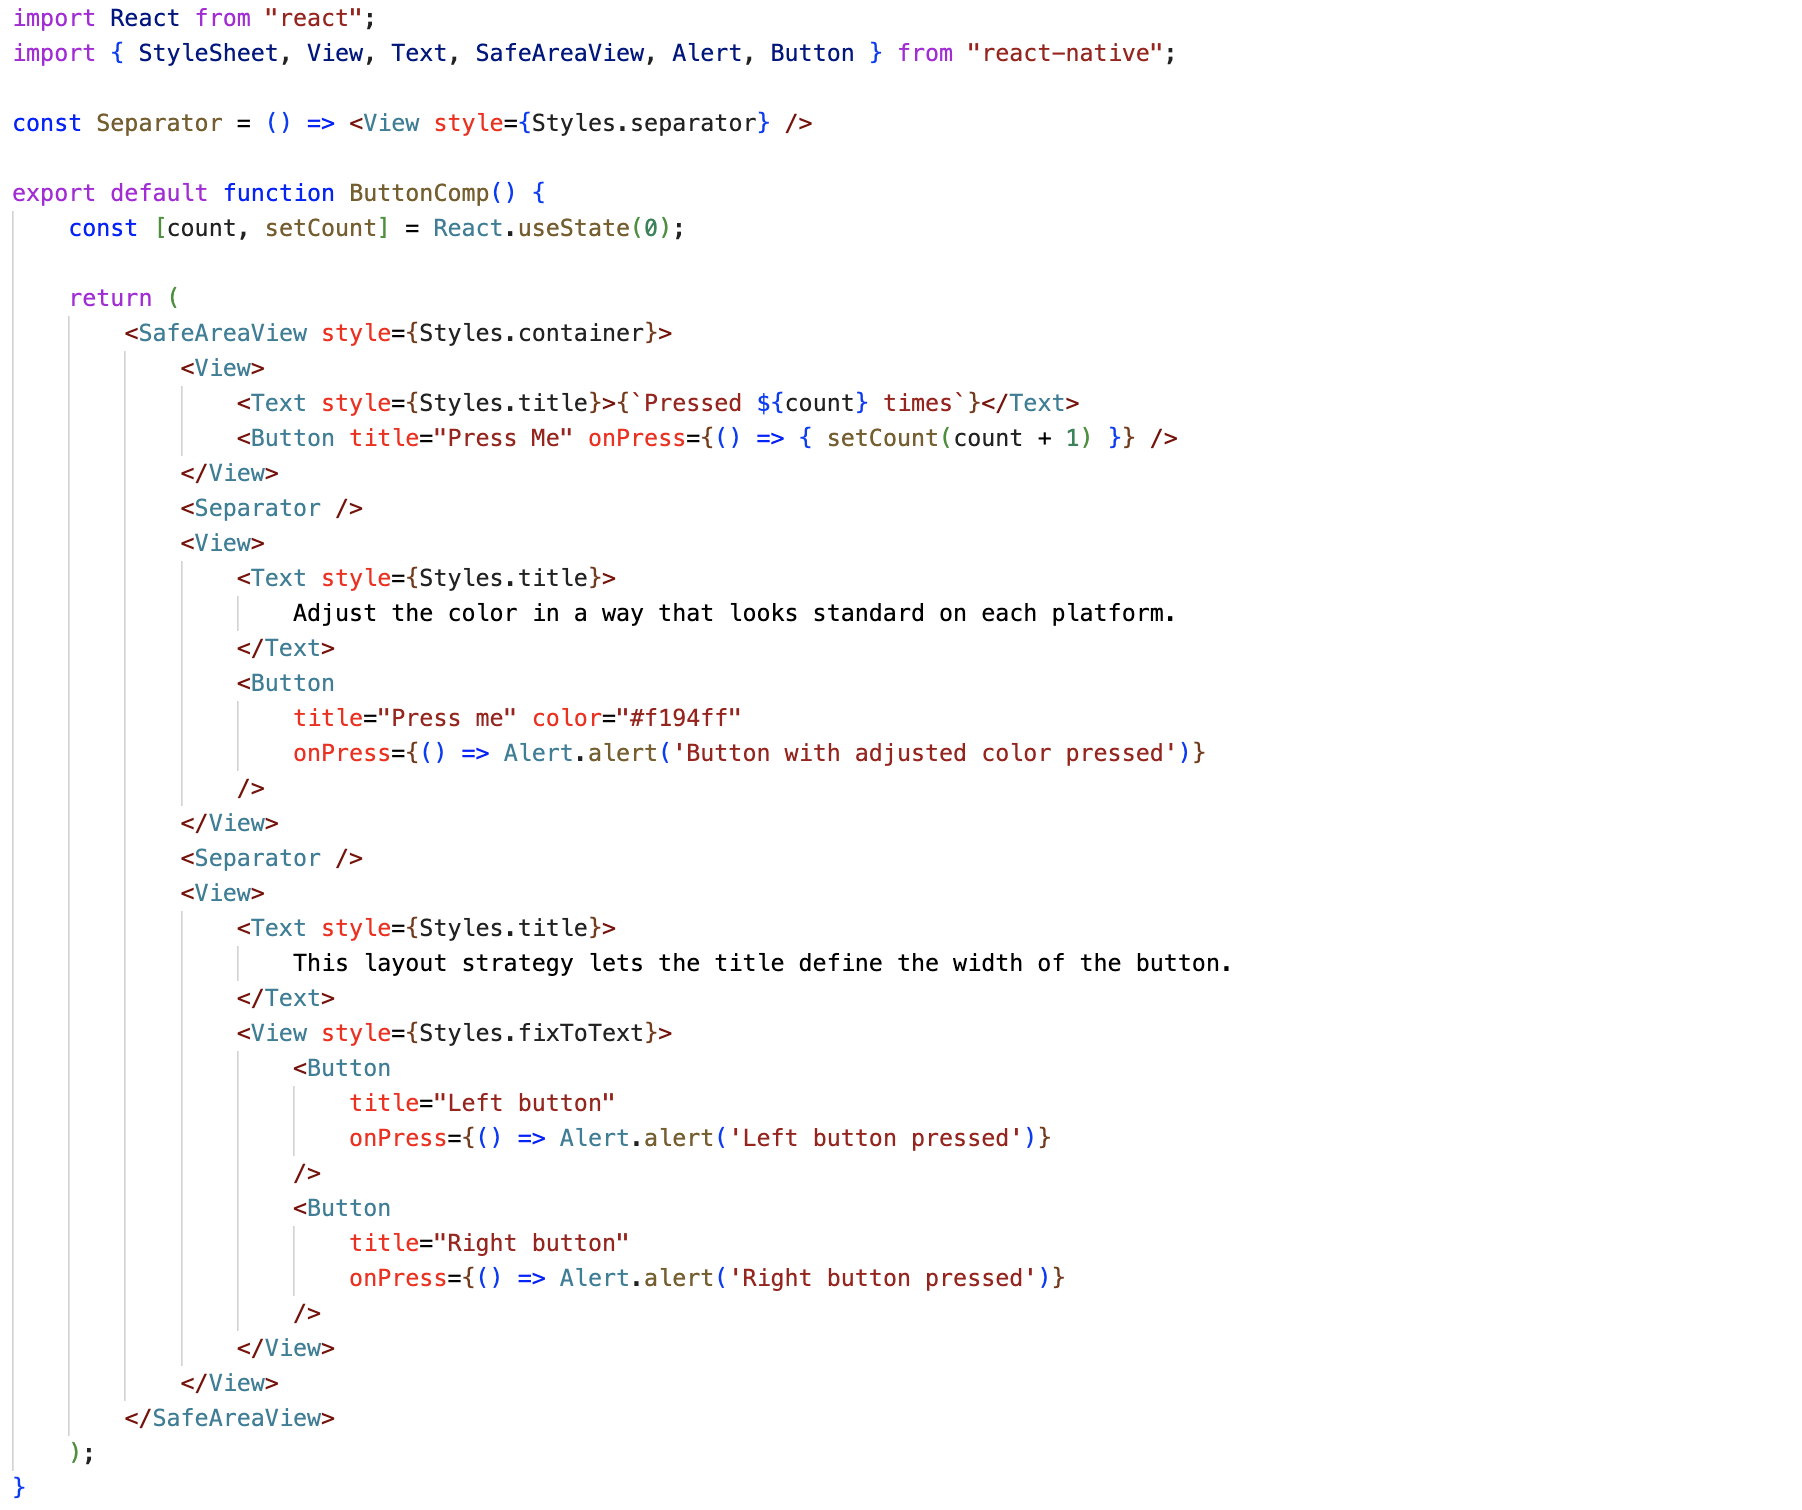 import React from "react";
import { StyleSheet, View, Text, SafeAreaView, Alert, Button } from "react-native";

const Separator = () => <View style={Styles.separator} />

export default function ButtonComp() {
    const [count, setCount] = React.useState(0);

    return (
        <SafeAreaView style={Styles.container}>
            <View>
                <Text style={Styles.title}>{`Pressed ${count} times`}</Text>
                <Button title="Press Me" onPress={() => { setCount(count + 1) }} />
            </View>
            <Separator />
            <View>
                <Text style={Styles.title}>
                    Adjust the color in a way that looks standard on each platform.
                </Text>
                <Button
                    title="Press me" color="#f194ff"
                    onPress={() => Alert.alert('Button with adjusted color pressed')}
                />
            </View>
            <Separator />
            <View>
                <Text style={Styles.title}>
                    This layout strategy lets the title define the width of the button.
                </Text>
                <View style={Styles.fixToText}>
                    <Button
                        title="Left button"
                        onPress={() => Alert.alert('Left button pressed')}
                    />
                    <Button
                        title="Right button"
                        onPress={() => Alert.alert('Right button pressed')}
                    />
                </View>
            </View>
        </SafeAreaView>
    );
}